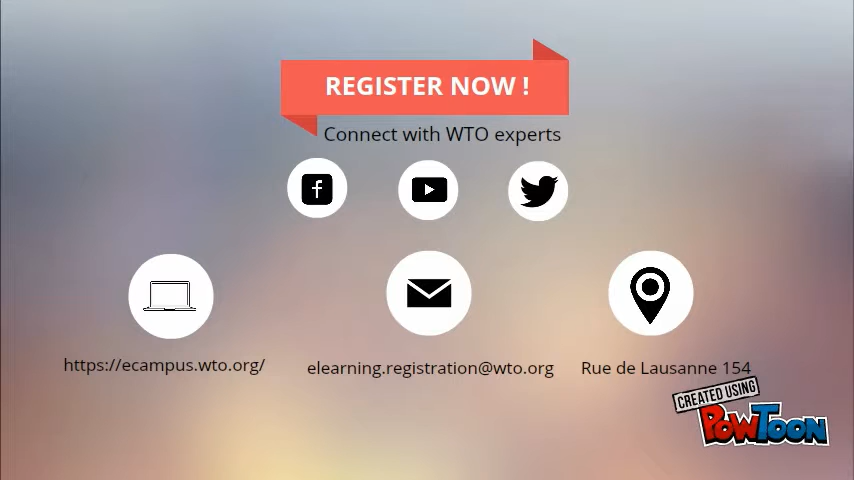 REGISTER NOW !
Connect with WTO experts
https://ecampus.wto.org/
elearning.registration@wto.org
Rue de Lausanne 154
CREATED USING
POWTOON